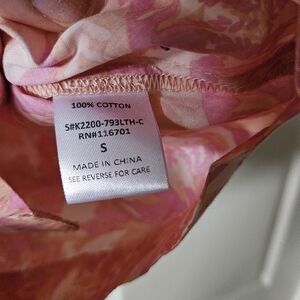 100% COTTON
S#K2200-793LTH-C
RN#116701
S
MADE IN CHINA
SEE REVERSE FOR CARE